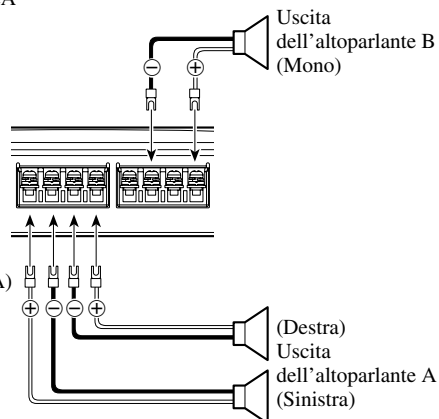 A
Uscita
dell'altoparlante B
(Mono)
− +
A)
+ − − +
(Destra)
Uscita
dell'altoparlante A
(Sinistra)